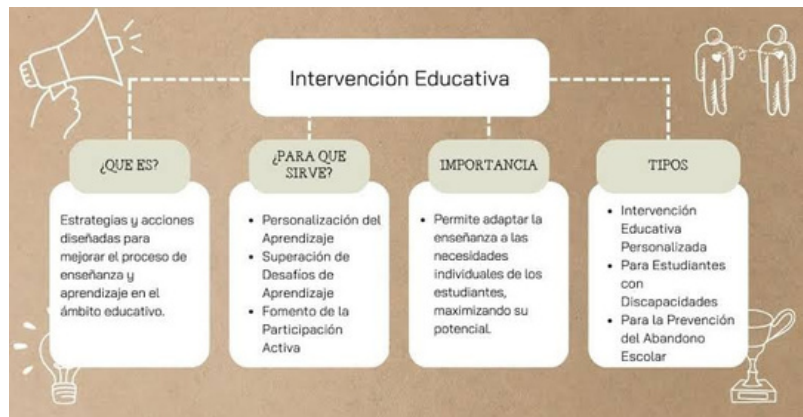 Intervención Educativa
¿QUE ES?
Estrategias y acciones
diseñadas para
mejorar el proceso de
enseñanza y
aprendizaje en el
ámbito educativo.
¿PARA QUE
SIRVE?
• Personalización del
Aprendizaje
• Superación de
Desafíos de
Aprendizaje
• Fomento de la
Participación
Activa
IMPORTANCIA
• Permite adaptar la
enseñanza a las
necesidades
individuales de los
estudiantes,
maximizando su
potencial.
TIPOS
• Intervención
Educativa
Personalizada
• Para Estudiantes
con
Discapacidades
• Para la Prevención
del Abandono
Escolar